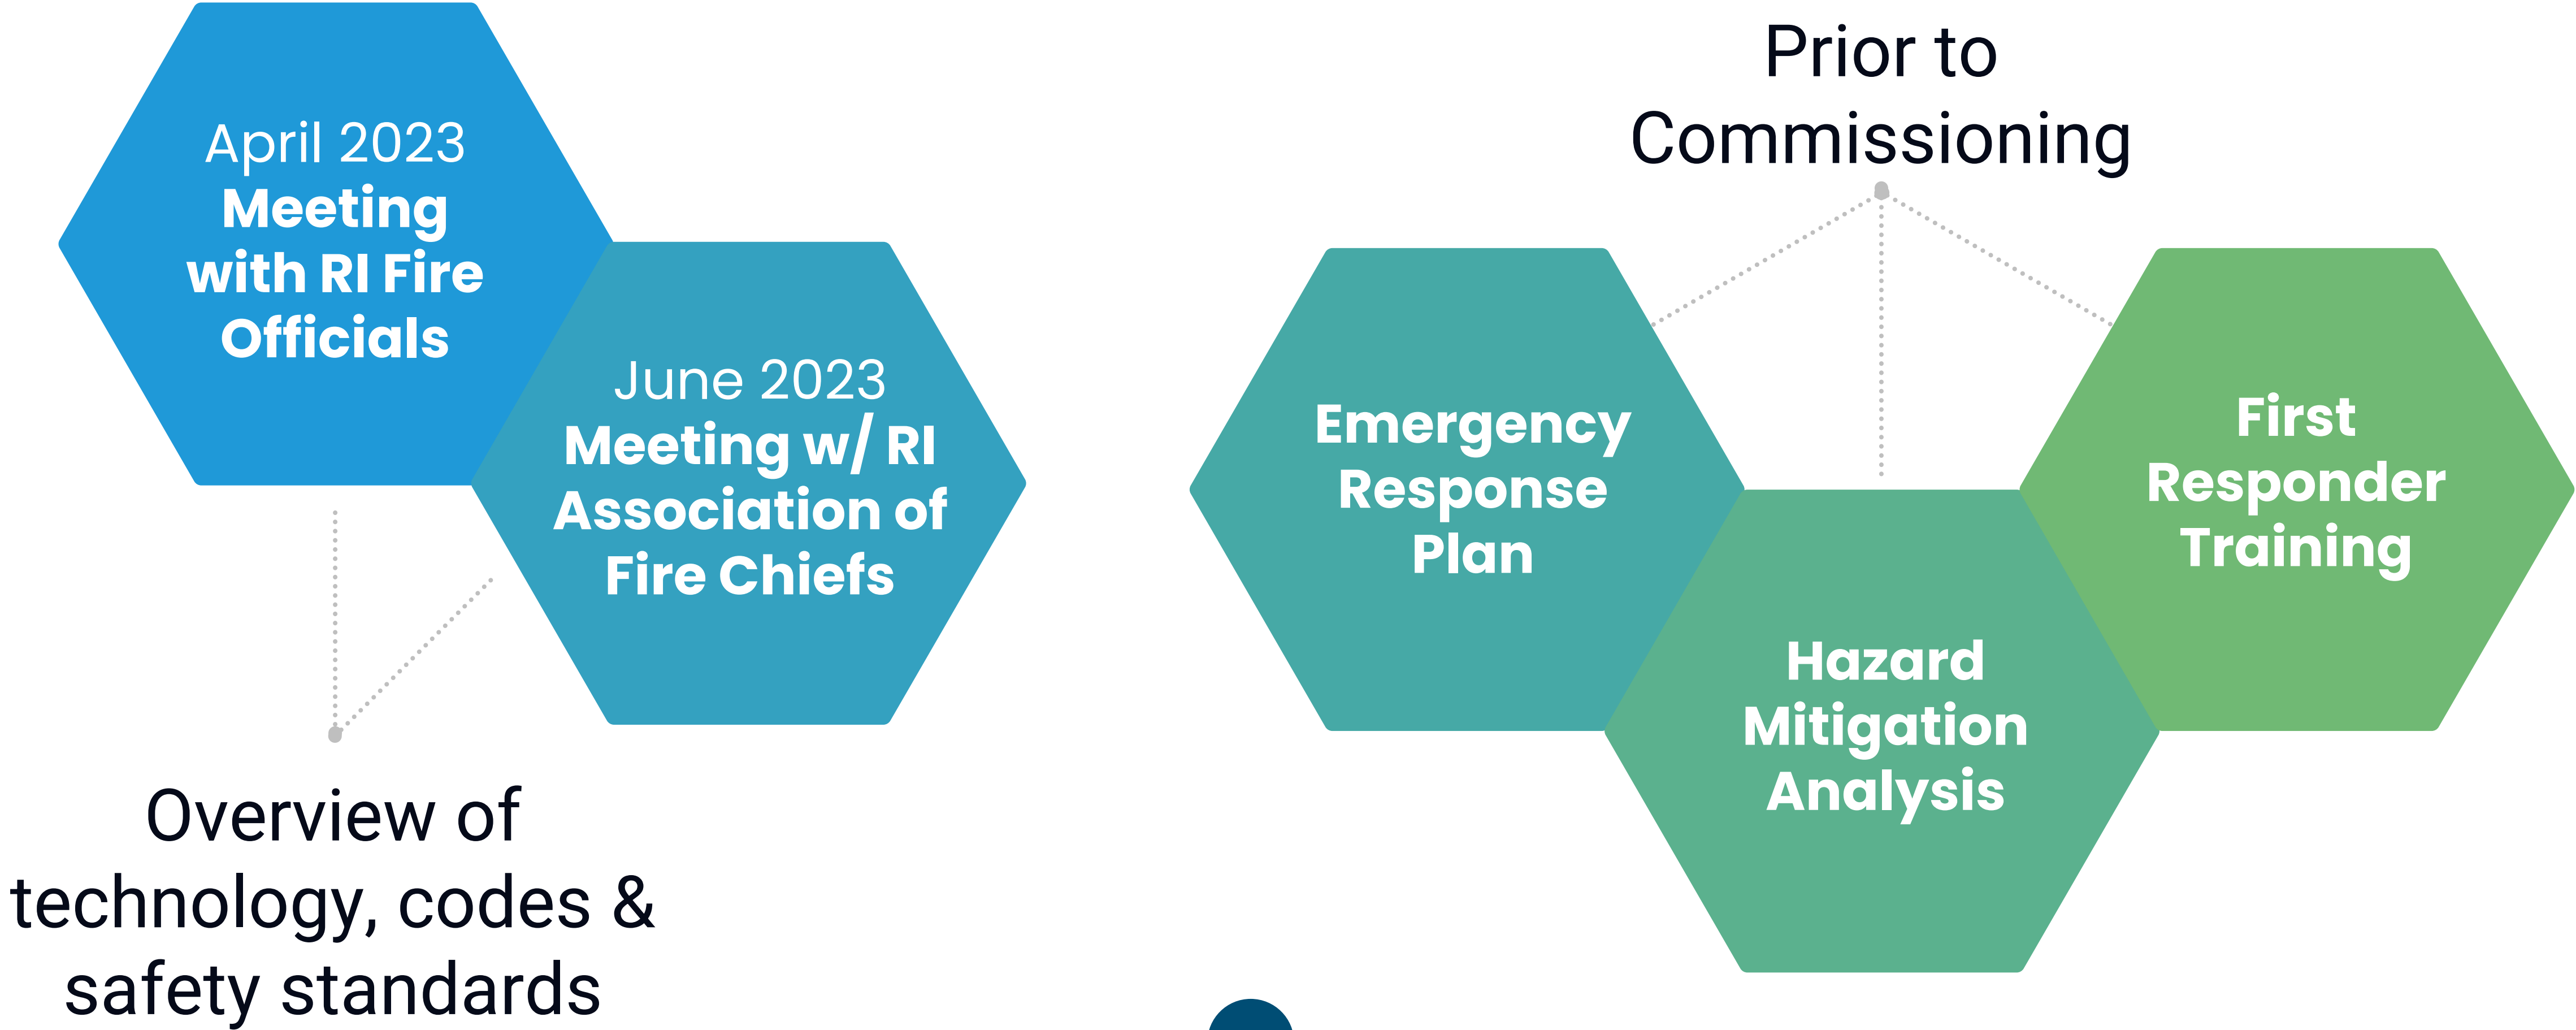 April 2023
Meeting
with RI Fire
Officials
June 2023
Meeting w/ RI
Association of
Fire Chiefs
Overview of
technology, codes &
safety standards
Prior to
Commissioning
Emergency
Response
Plan
Hazard
Mitigation
Analysis
First
Responder
Training